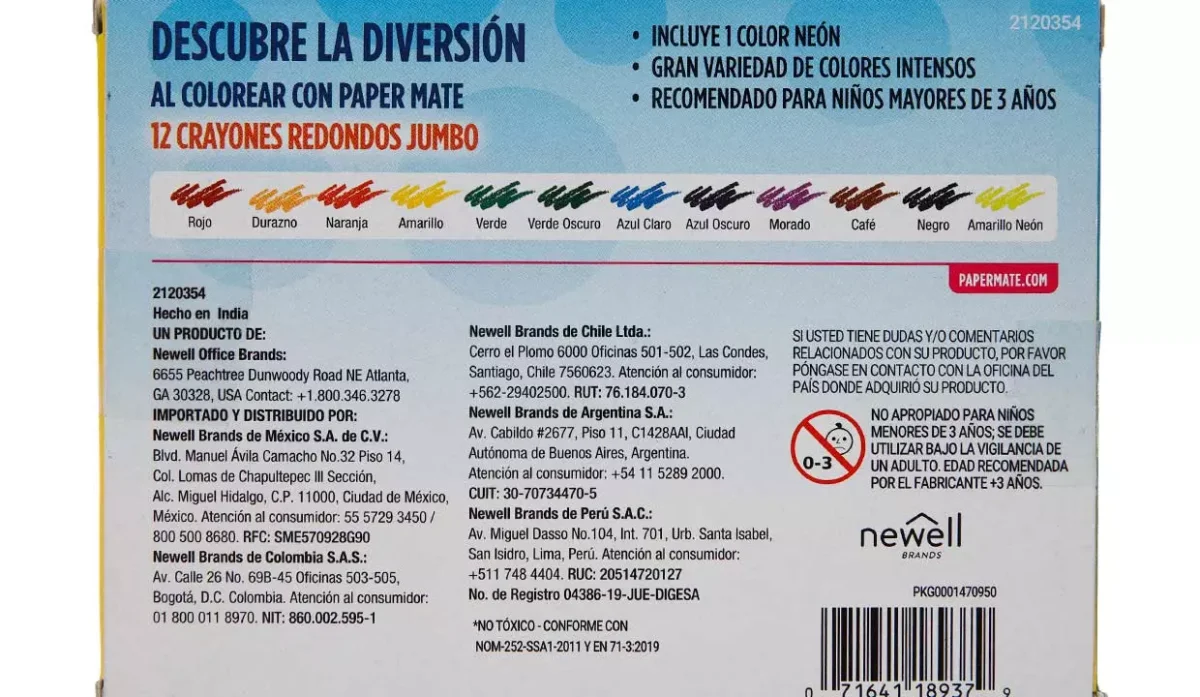 2120354
DESCUBRE LA DIVERSIÓN
AL COLOREAR CON PAPER MATE
12 CRAYONES REDONDOS JUMBO
• INCLUYE 1 COLOR NEÓN
• GRAN VARIEDAD DE COLORES INTENSOS
• RECOMENDADO PARA NIÑOS MAYORES DE 3 AÑOS
Rojo Durazno Naranja Amarillo Verde Verde Oscuro Azul Claro Azul Oscuro Morado Café Negro Amarillo Neón
PAPERMATE.COM
2120354
Hecho en India
UN PRODUCTO DE:
Newell Office Brands:
6655 Peachtree Dunwoody Road NE Atlanta,
GA 30328, USA Contact: +1.800.346.3278
IMPORTADO Y DISTRIBUIDO POR:
Newell Brands de México S.A. de C.V.:
Blvd. Manuel Ávila Camacho No.32 Piso 14,
Col. Lomas de Chapultepec III Sección,
Alc. Miguel Hidalgo, C.P. 11000, Ciudad de México,
México. Atención al consumidor: 55 5729 3450 /
800 500 8680. RFC: SME570928G90
Newell Brands de Colombia S.A.S.:
Av. Calle 26 No. 69B-45 Oficinas 503-505,
Bogotá, D.C. Colombia. Atención al consumidor:
01 800 011 8970. NIT: 860.002.595-1
Newell Brands de Chile Ltda.:
Cerro el Plomo 6000 Oficinas 501-502, Las Condes,
Santiago, Chile 7560623. Atención al consumidor:
+562-29402500. RUT: 76.184.070-3
Newell Brands de Argentina S.A.:
Av. Cabildo #2677, Piso 11, C1428AAI, Ciudad
Autónoma de Buenos Aires, Argentina.
Atención al consumidor: +54 11 5289 2000.
CUIT: 30-70734470-5
Newell Brands de Perú S.A.C.:
Av. Miguel Dasso No.104, Int. 701, Urb. Santa Isabel,
San Isidro, Lima, Perú. Atención al consumidor:
+511 748 4404. RUC: 20514720127
No. de Registro 04386-19-JUE-DIGESA
*NO TÓXICO - CONFORME CON
NOM-252-SSA1-2011 Y EN 71-3:2019
SI USTED TIENE DUDAS Y/O COMENTARIOS
RELACIONADOS CON SU PRODUCTO, POR FAVOR
PÓNGASE EN CONTACTO CON LA OFICINA DEL
PAÍS DONDE ADQUIRIÓ SU PRODUCTO.
0-3
NO APROPIADO PARA NIÑOS
MENORES DE 3 AÑOS; SE DEBE
UTILIZAR BAJO LA VIGILANCIA DE
UN ADULTO. EDAD RECOMENDADA
POR EL FABRICANTE +3 AÑOS.
newell
BRANDS
PKG0001470950
0 71641 18937 9